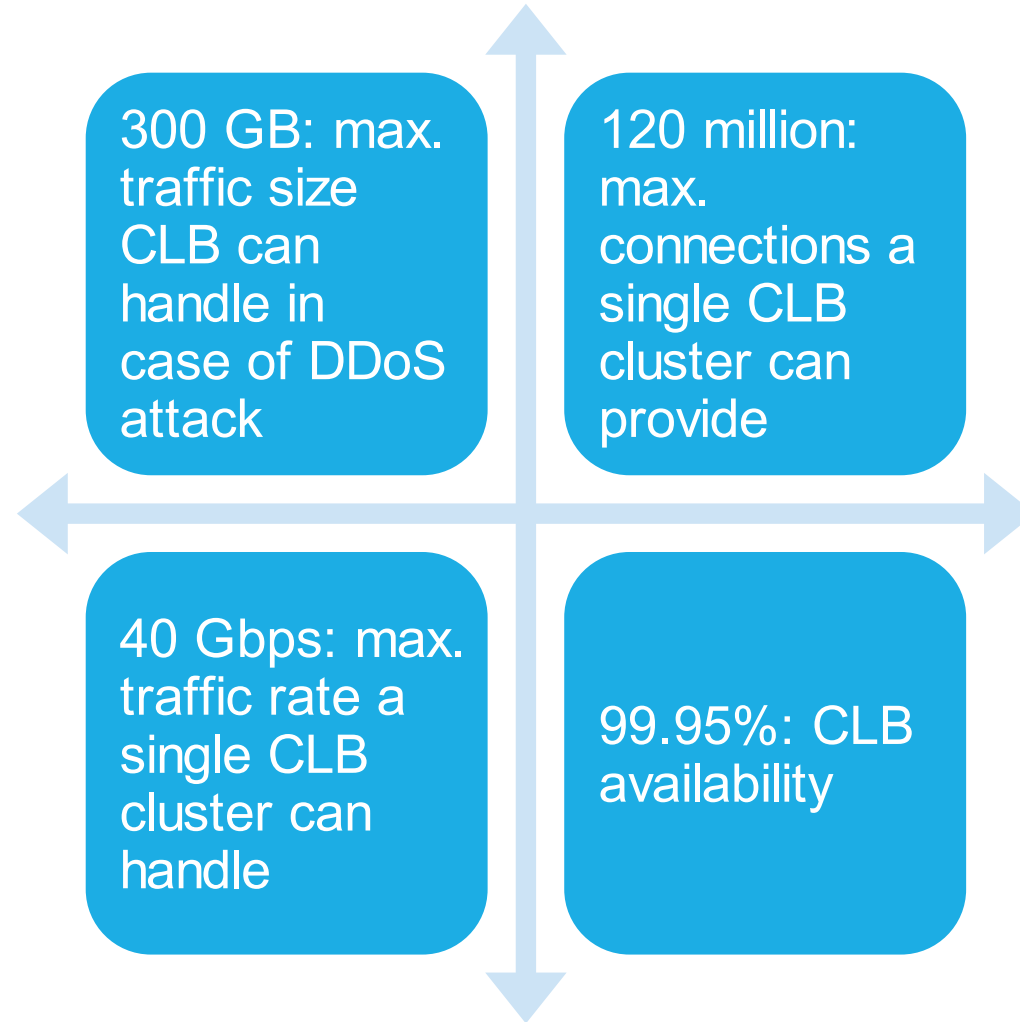 300 GB: max.
traffic size
CLB can
handle in
case of DDoS
attack
120 million:
max.
connections a
single CLB
cluster can
provide
40 Gbps: max.
traffic rate a
single CLB
cluster can
handle
99.95%: CLB
availability